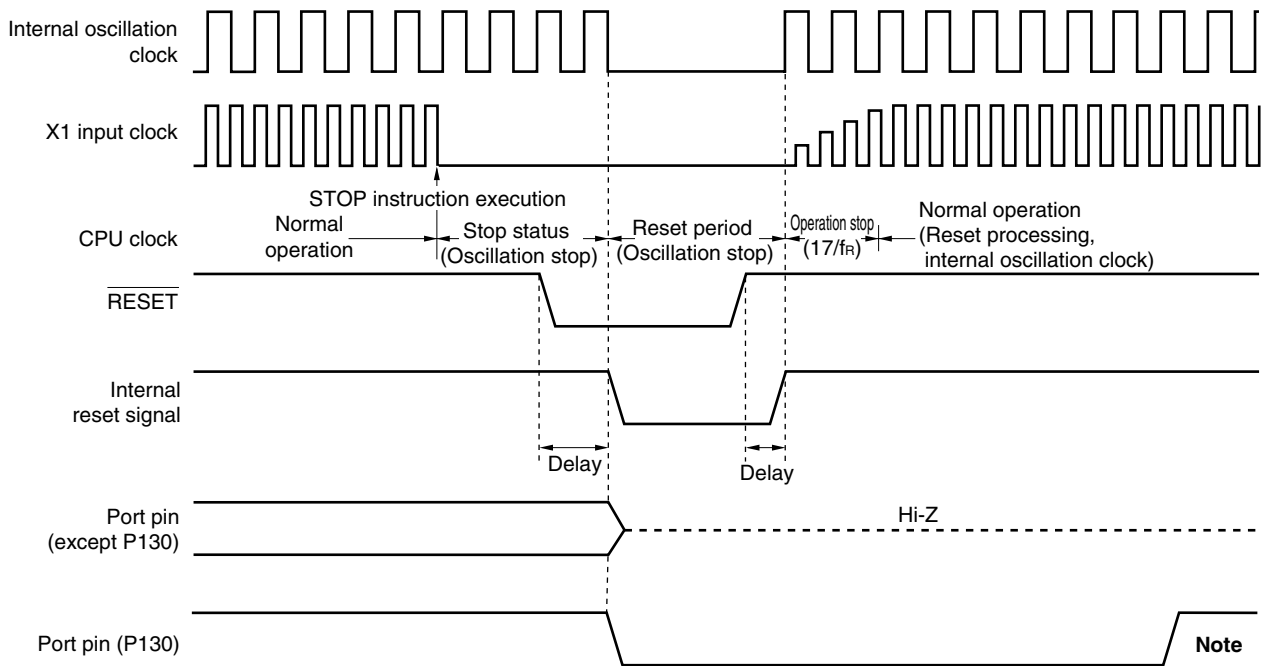 Internal oscillation
clock
X1 input clock
STOP instruction execution
CPU clock
Normal
operation
Stop status
(Oscillation stop)
Reset period
(Oscillation stop)
Operation stop
(17/fR)
Normal operation
(Reset processing,
internal oscillation clock)
RESET
Internal
reset signal
Delay
Delay
Port pin
(except P130)
Hi-Z
Port pin (P130)
Note